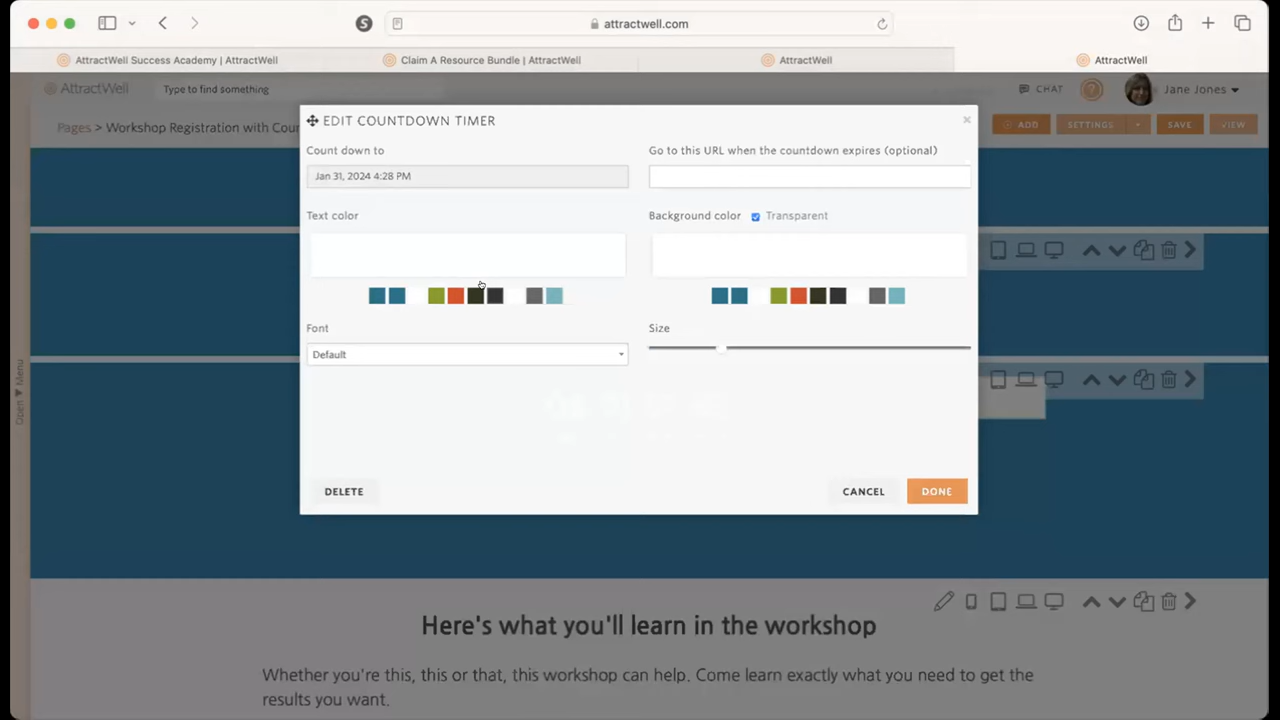 attractwell.com
AttractWell Success Academy | AttractWell
Claim A Resource Bundle | AttractWell
AttractWell
AttractWell
AttractWell
Type to find something
CHAT
?
Jane Jones
Pages > Workshop Registration with Coun
ADD
SETTINGS
SAVE
VIEW
EDIT COUNTDOWN TIMER
×
Count down to
Go to this URL when the countdown expires (optional)
Jan 31, 2024 4:28 PM
Text color
Background color
Transparent
Font
Size
Default
DELETE
CANCEL
DONE
Open ▼ Menu
Here's what you'll learn in the workshop
Whether you're this, this or that, this workshop can help. Come learn exactly what you need to get the
results you want.